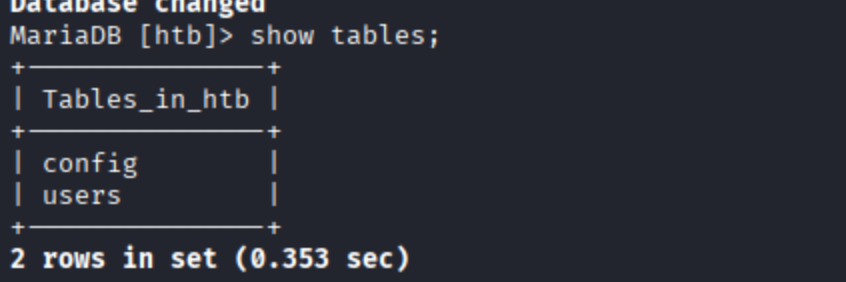 Database changed
MariaDB [htb]> show tables;
+----------------+
| Tables_in_htb |
+----------------+
| config        |
| users         |
+----------------+
2 rows in set (0.353 sec)